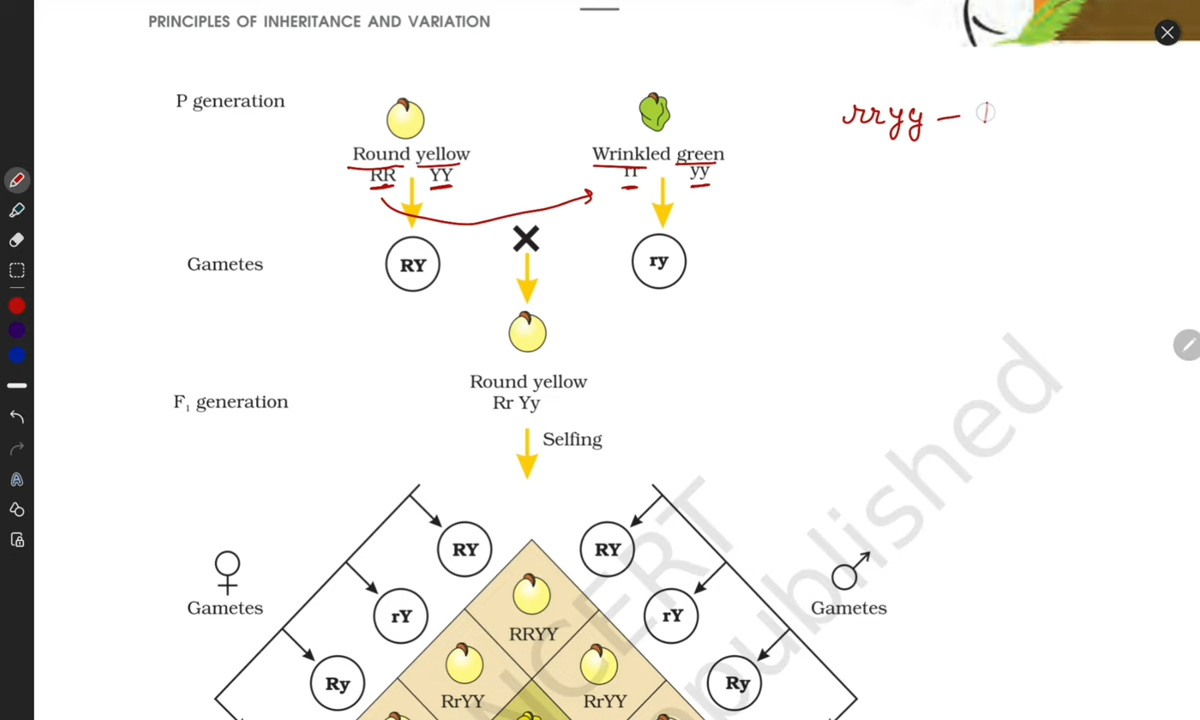 PRINCIPLES OF INHERITANCE AND VARIATION
P generation
rryy –
Round yellow
Wrinkled green
RR YY
rr yy
Gametes
RY
ry
Round yellow
F₁ generation
Rr Yy
Selfing
RY
RY
Gametes
rY
rY
Gametes
RRYY
Ry
Ry
RrYY
RrYY
NCERT
published